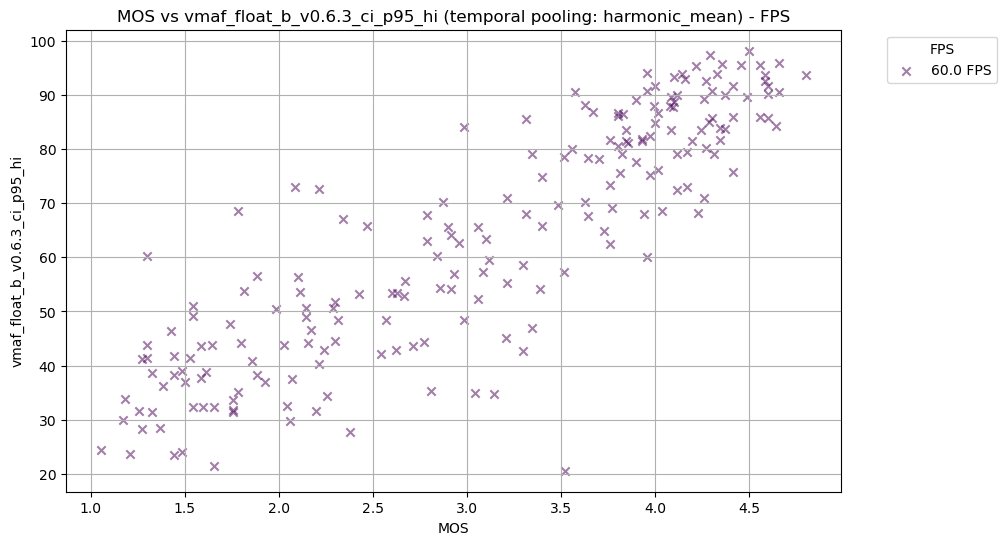 MOS vs vmaf_float_b_v0.6.3_ci_p95_hi (temporal pooling: harmonic_mean) - FPS
FPS
60.0 FPS
vmaf_float_b_v0.6.3_ci_p95_hi
100
90
80
70
60
50
40
30
20
1.0 1.5 2.0 2.5 3.0 3.5 4.0 4.5
MOS